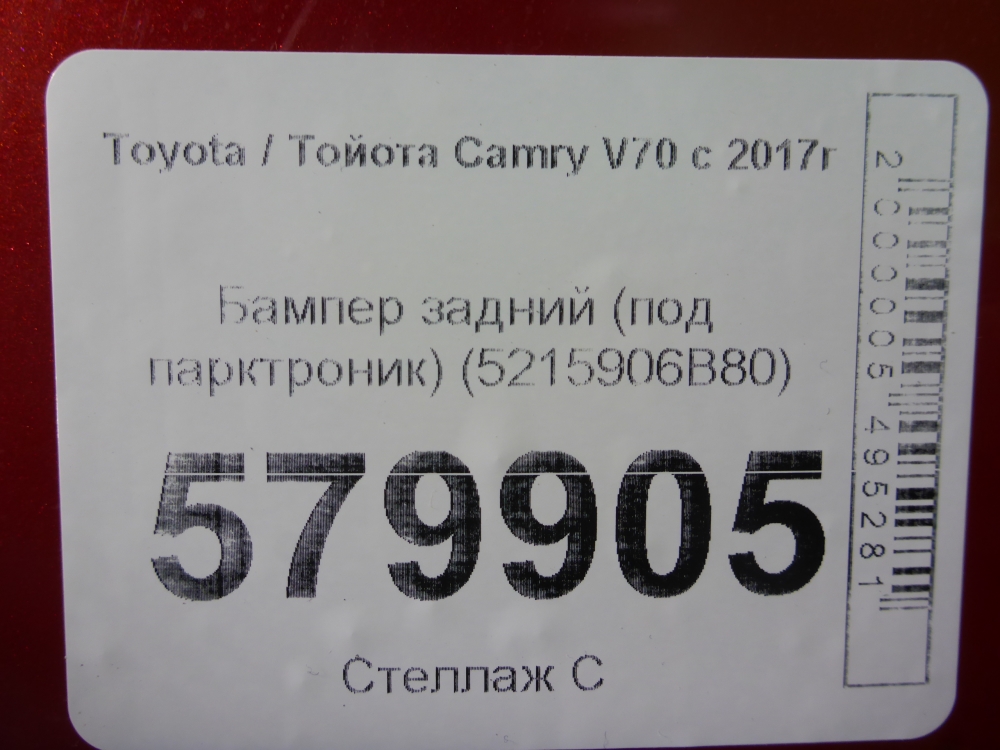 Toyota / Тойота Camry V70 с 2017г
Бампер задний (под
парктроник) (5215906B80)
579905
Стеллаж С
2000005495281